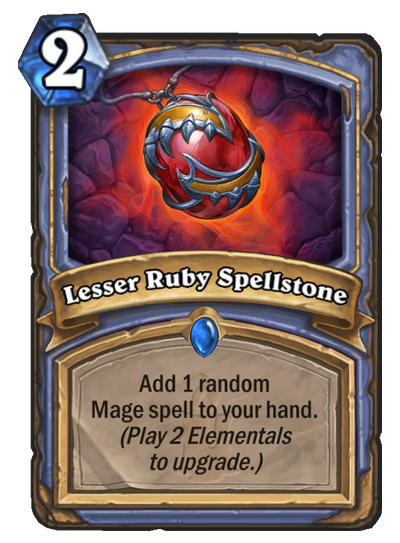 2
Lesser Ruby Spellstone
Add 1 random
Mage spell to your hand.
(Play 2 Elementals
to upgrade.)